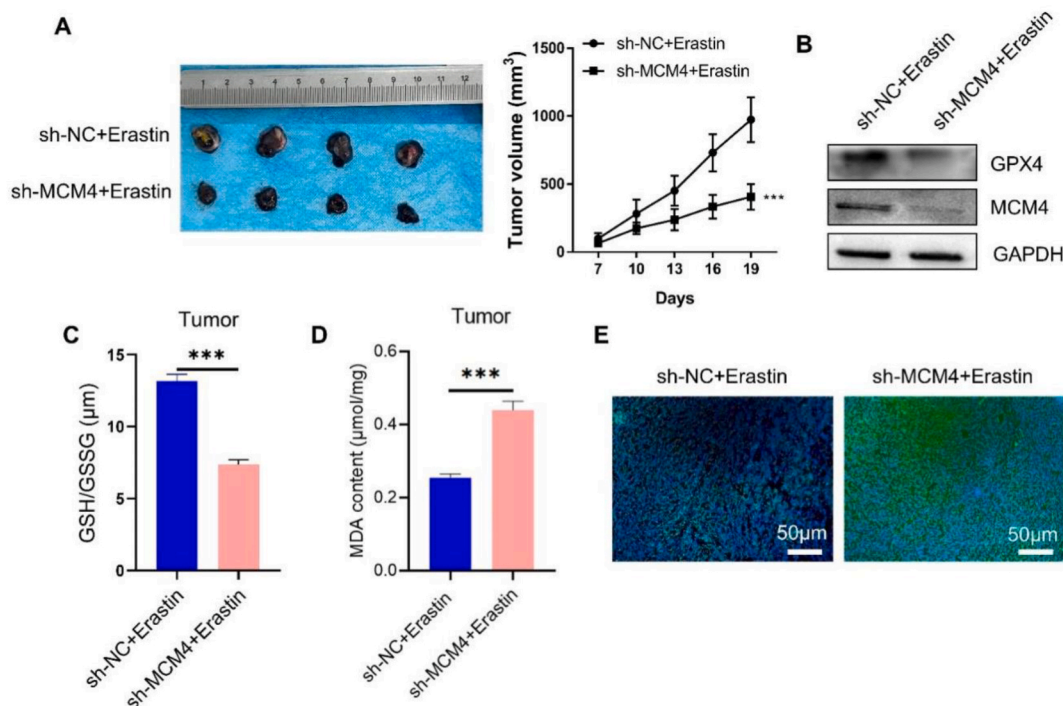 A
1 2 3 4 5 6 7 8 9 10 11 12
sh-NC+Erastin
sh-MCM4+Erastin
Tumor volume (mm³)
1500
1000
500
0
sh-NC+Erastin
sh-MCM4+Erastin
***
7 10 13 16 19
Days
B
sh-NC+Erastin
sh-MCM4+Erastin
GPX4
MCM4
GAPDH
C
Tumor
***
GSH/GSSG (μm)
15
10
5
0
sh-NC+Erastin
sh-MCM4+Erastin
D
Tumor
***
MDA content (μmol/mg)
0.6
0.4
0.2
0.0
sh-NC+Erastin
sh-MCM4+Erastin
E
sh-NC+Erastin
sh-MCM4+Erastin
50μm
50μm